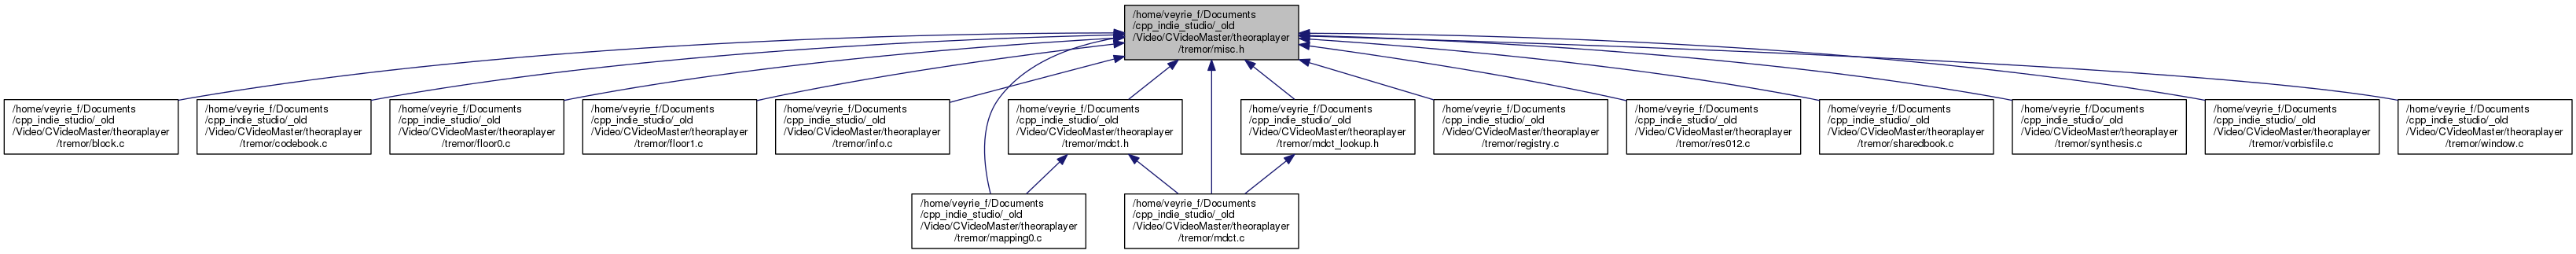 /home/veyrie_f/Documents
/cpp_indie_studio/_old
/Video/CVideoMaster/theoraplayer
/tremor/misc.h
/home/veyrie_f/Documents
/cpp_indie_studio/_old
/Video/CVideoMaster/theoraplayer
/tremor/block.c
/home/veyrie_f/Documents
/cpp_indie_studio/_old
/Video/CVideoMaster/theoraplayer
/tremor/codebook.c
/home/veyrie_f/Documents
/cpp_indie_studio/_old
/Video/CVideoMaster/theoraplayer
/tremor/floor0.c
/home/veyrie_f/Documents
/cpp_indie_studio/_old
/Video/CVideoMaster/theoraplayer
/tremor/floor1.c
/home/veyrie_f/Documents
/cpp_indie_studio/_old
/Video/CVideoMaster/theoraplayer
/tremor/info.c
/home/veyrie_f/Documents
/cpp_indie_studio/_old
/Video/CVideoMaster/theoraplayer
/tremor/mdct.h
/home/veyrie_f/Documents
/cpp_indie_studio/_old
/Video/CVideoMaster/theoraplayer
/tremor/mdct_lookup.h
/home/veyrie_f/Documents
/cpp_indie_studio/_old
/Video/CVideoMaster/theoraplayer
/tremor/registry.c
/home/veyrie_f/Documents
/cpp_indie_studio/_old
/Video/CVideoMaster/theoraplayer
/tremor/res012.c
/home/veyrie_f/Documents
/cpp_indie_studio/_old
/Video/CVideoMaster/theoraplayer
/tremor/sharedbook.c
/home/veyrie_f/Documents
/cpp_indie_studio/_old
/Video/CVideoMaster/theoraplayer
/tremor/synthesis.c
/home/veyrie_f/Documents
/cpp_indie_studio/_old
/Video/CVideoMaster/theoraplayer
/tremor/vorbisfile.c
/home/veyrie_f/Documents
/cpp_indie_studio/_old
/Video/CVideoMaster/theoraplayer
/tremor/window.c
/home/veyrie_f/Documents
/cpp_indie_studio/_old
/Video/CVideoMaster/theoraplayer
/tremor/mapping0.c
/home/veyrie_f/Documents
/cpp_indie_studio/_old
/Video/CVideoMaster/theoraplayer
/tremor/mdct.c